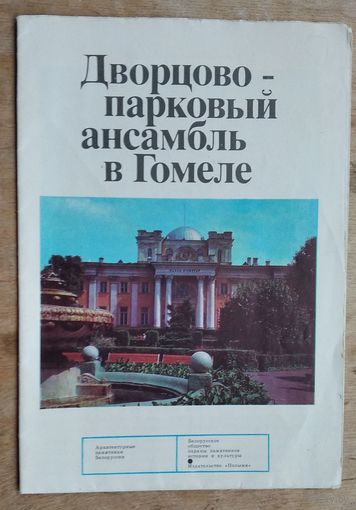 Дворцово -
парковый
ансамбль
в Гомеле
Архитектурные
памятники
Белоруссии
Белорусское
общество
охраны памятников
истории и культуры
Издательство «Полымя»